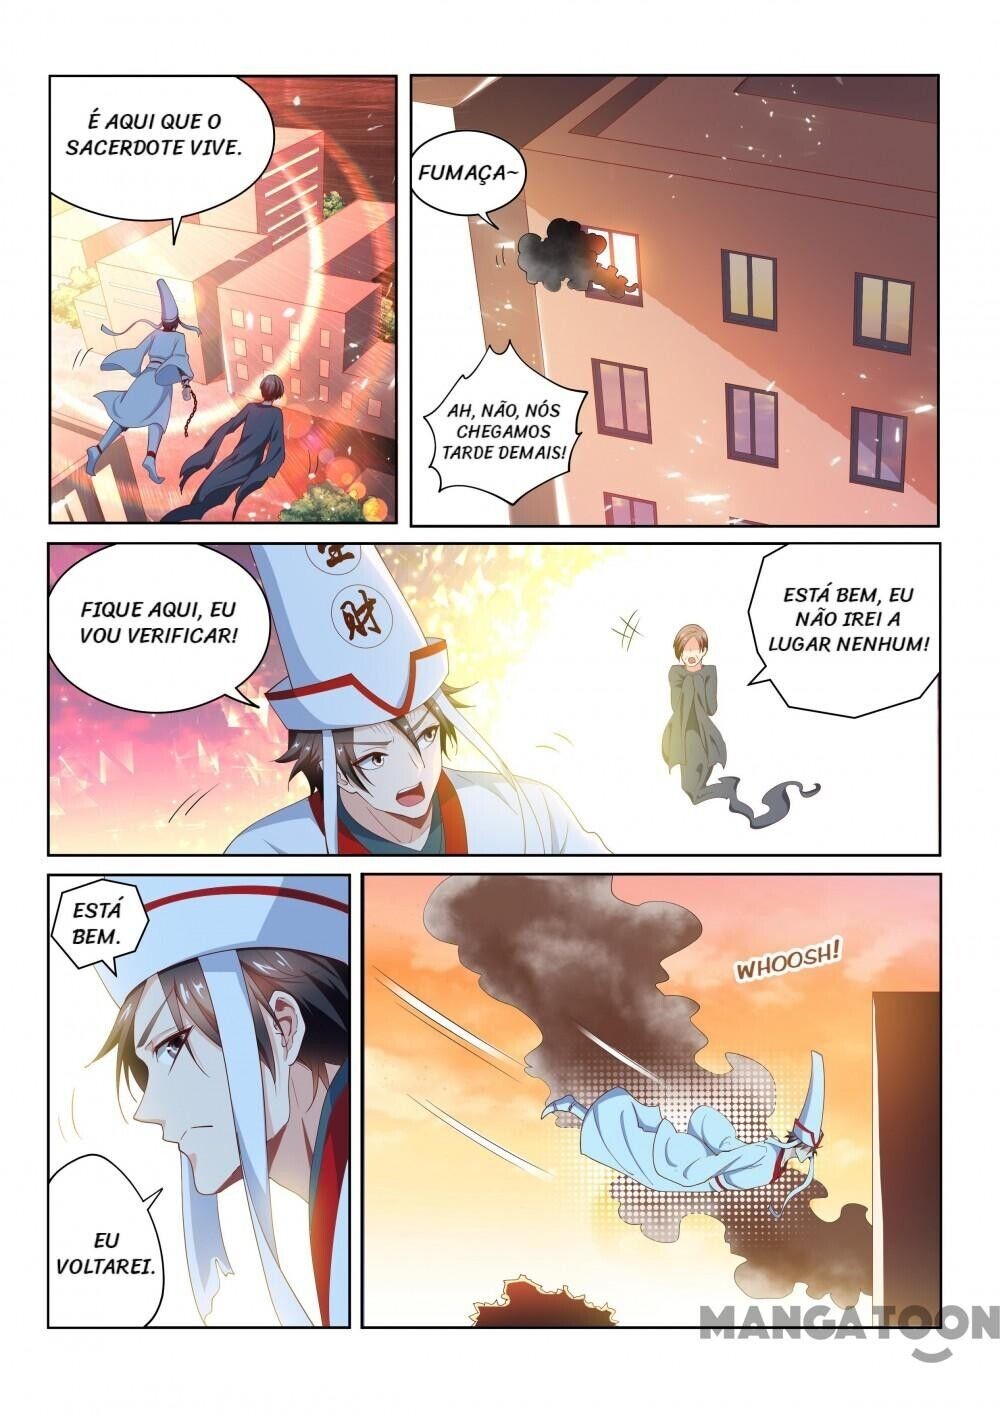 É AQUI QUE O
SACERDOTE VIVE.
FUMAÇA~
AH, NÃO, NÓS
CHEGAMOS
TARDE DEMAIS!
FIQUE AQUI, EU
VOU VERIFICAR!
財
ESTÁ BEM, EU
NÃO IREI A
LUGAR NENHUM!
ESTÁ
BEM.
EU
VOLTAREI.
WHOOSH!
MANGATOON